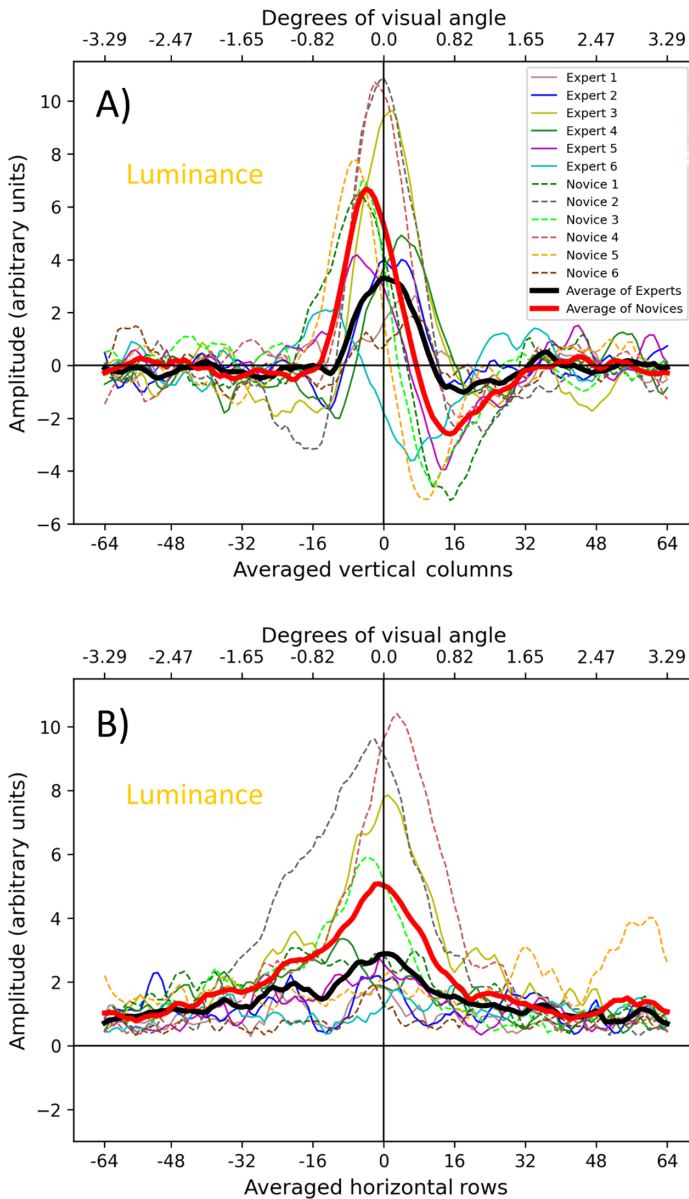 Degrees of visual angle
-3.29 -2.47 -1.65 -0.82 0.0 0.82 1.65 2.47 3.29
A)
Luminance
Expert 1
Expert 2
Expert 3
Expert 4
Expert 5
Expert 6
Novice 1
Novice 2
Novice 3
Novice 4
Novice 5
Novice 6
Average of Experts
Average of Novices
Amplitude (arbitrary units)
10
8
6
4
2
0
−2
−4
−6
-64 -48 -32 -16 0 16 32 48 64
Averaged vertical columns
Degrees of visual angle
-3.29 -2.47 -1.65 -0.82 0.0 0.82 1.65 2.47 3.29
B)
Luminance
Amplitude (arbitrary units)
10
8
6
4
2
0
−2
-64 -48 -32 -16 0 16 32 48 64
Averaged horizontal rows